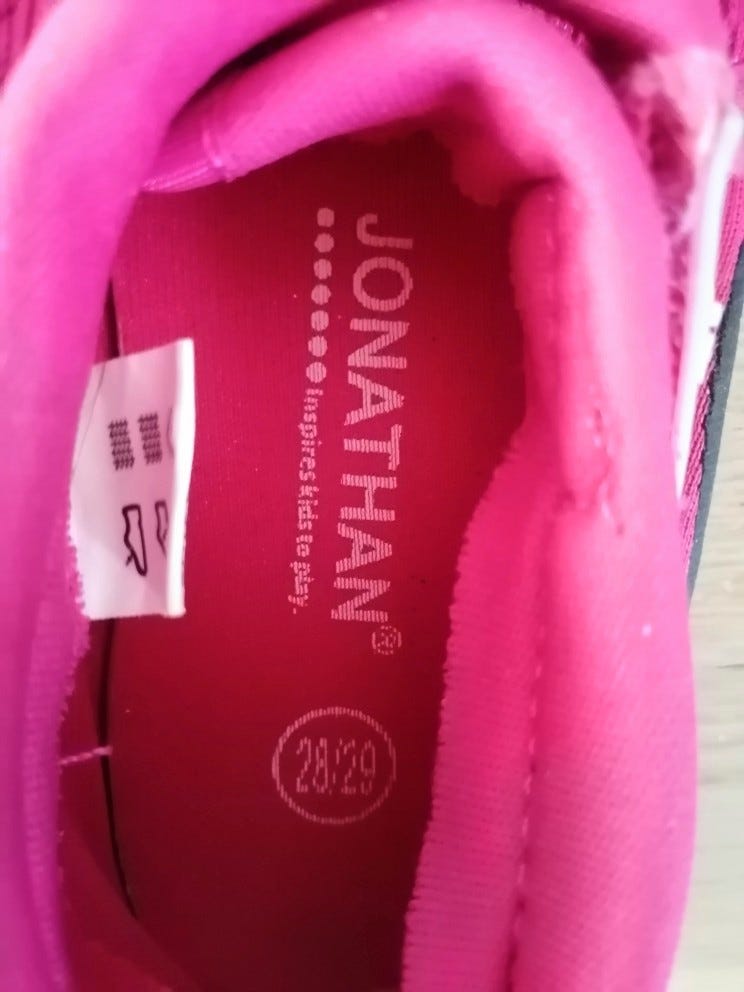 JONATHAN®
Inspires kids to play.
28/29